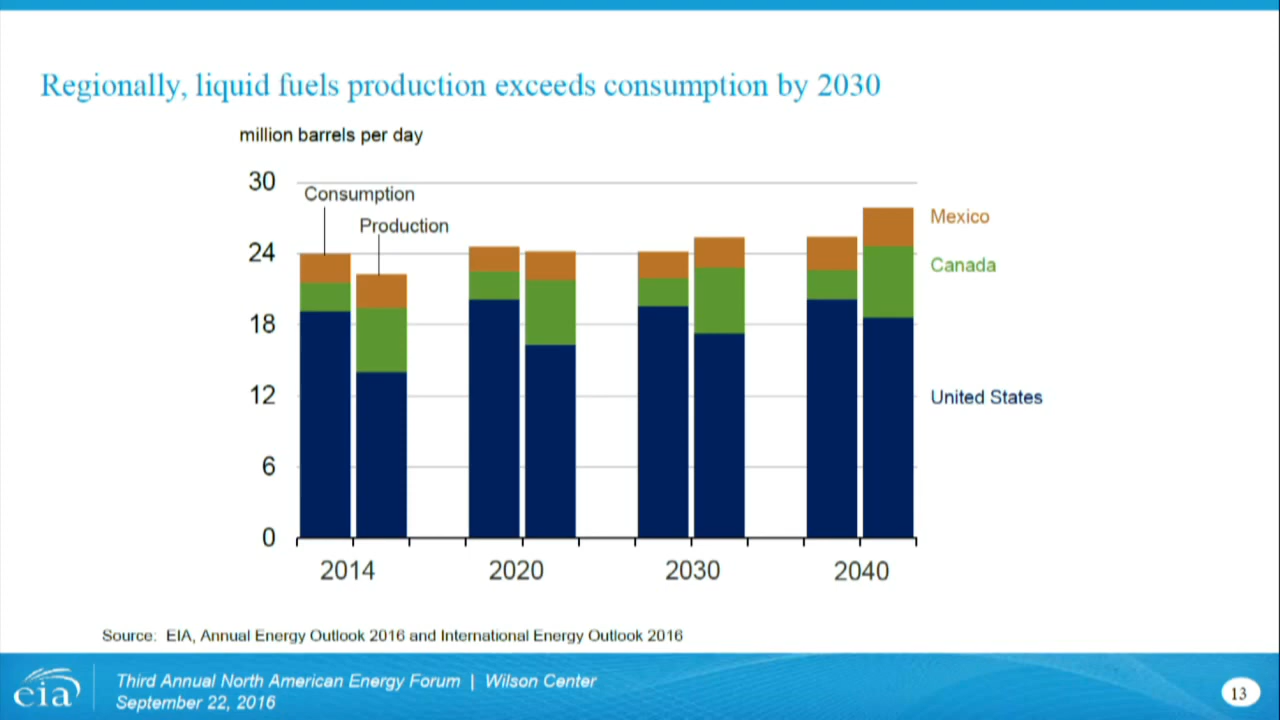 Regionally, liquid fuels production exceeds consumption by 2030
million barrels per day
30
Consumption
Production
Mexico
24
Canada
18
12
United States
6
0
2014
2020
2030
2040
Source: EIA, Annual Energy Outlook 2016 and International Energy Outlook 2016
eia
Third Annual North American Energy Forum | Wilson Center
September 22, 2016
13